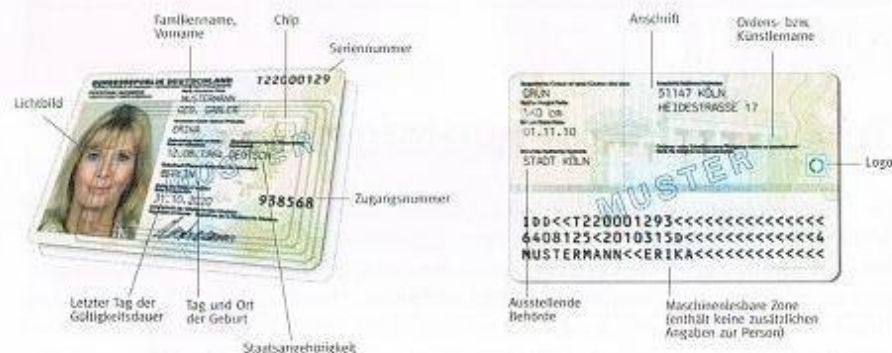 Familienname,
Vorname
Chip
Seriennummer
Lichtbild
BUNDESREPUBLIK DEUTSCHLAND
T22000129
MUSTERMANN
GEB. GABLER
ERIKA
12.08.1964 DEUTSCH
BERLIN
31.10.2020
938568
MUSTER
Zugangsnummer
Letzter Tag der
Gültigkeitsdauer
Tag und Ort
der Geburt
Staatsangehörigkeit
Anschrift
Ordens- bzw.
Künstlername
GRÜN
51147 KÖLN
HEIDESTRASSE 17
160 cm
01.11.10
STADT KÖLN
MUSTER
Logo
IDD<<T220001293<<<<<<<<<<<<<<<
6408125<2010315D<<<<<<<<<<<<<4
MUSTERMANN<<ERIKA<<<<<<<<<<<<<
Ausstellende
Behörde
Maschinenlesbare Zone
(enthält keine zusätzlichen
Angaben zur Person)